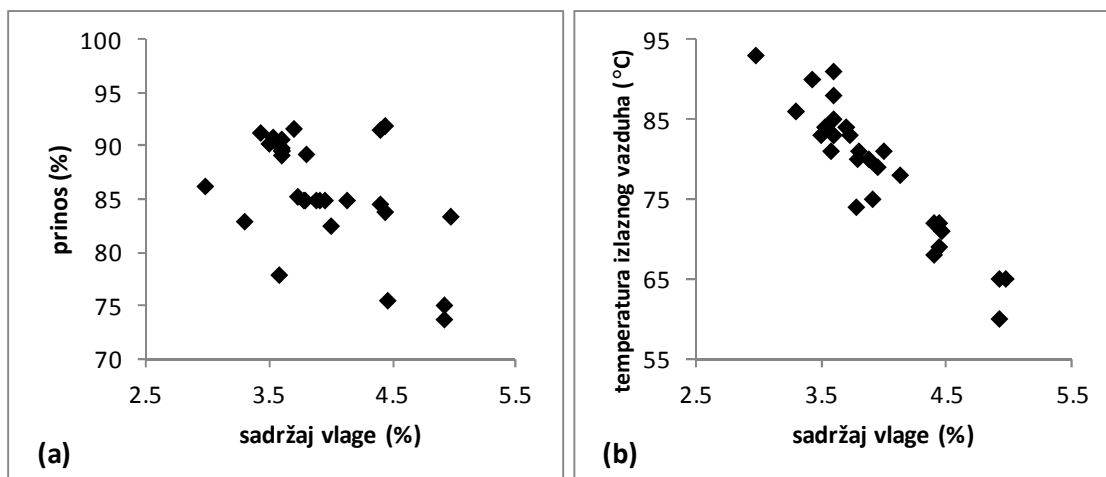 100
95
90
85
80
75
70
prinos (%)
2.5 3.5 4.5 5.5
sadržaj vlage (%)
(a)
95
85
75
65
55
temperatura izlaznog vazduha (°C)
2.5 3.5 4.5 5.5
sadržaj vlage (%)
(b)